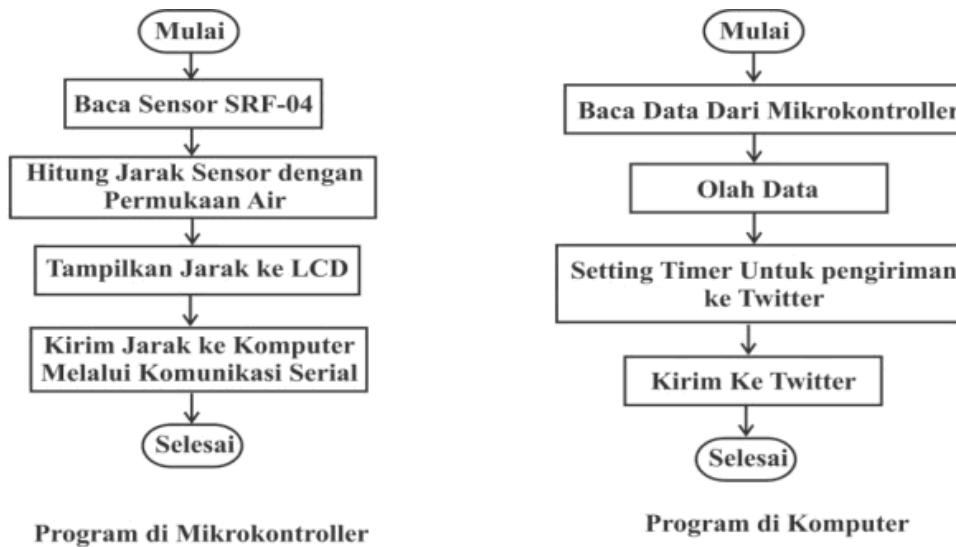 Mulai
Baca Sensor SRF-04
Hitung Jarak Sensor dengan
Permukaan Air
Tampilkan Jarak ke LCD
Kirim Jarak ke Komputer
Melalui Komunikasi Serial
Selesai
Program di Mikrokontroller
Mulai
Baca Data Dari Mikrokontroller
Olah Data
Setting Timer Untuk pengiriman
ke Twitter
Kirim Ke Twitter
Selesai
Program di Komputer